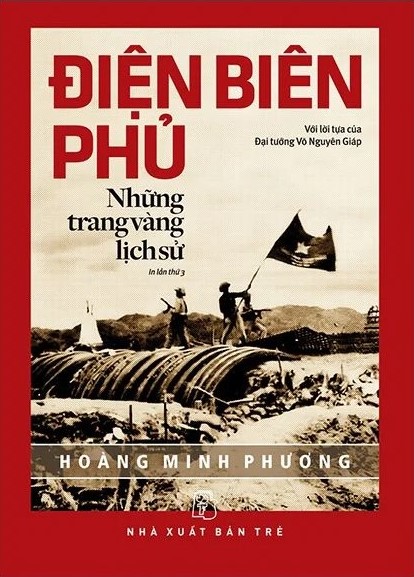 ĐIỆN BIÊN
PHỦ
Với lời tựa của
Đại tướng Võ Nguyên Giáp
Những
trang vàng
lịch sử
In lần thứ 3
HOÀNG MINH PHƯƠNG
NHÀ XUẤT BẢN TRẺ